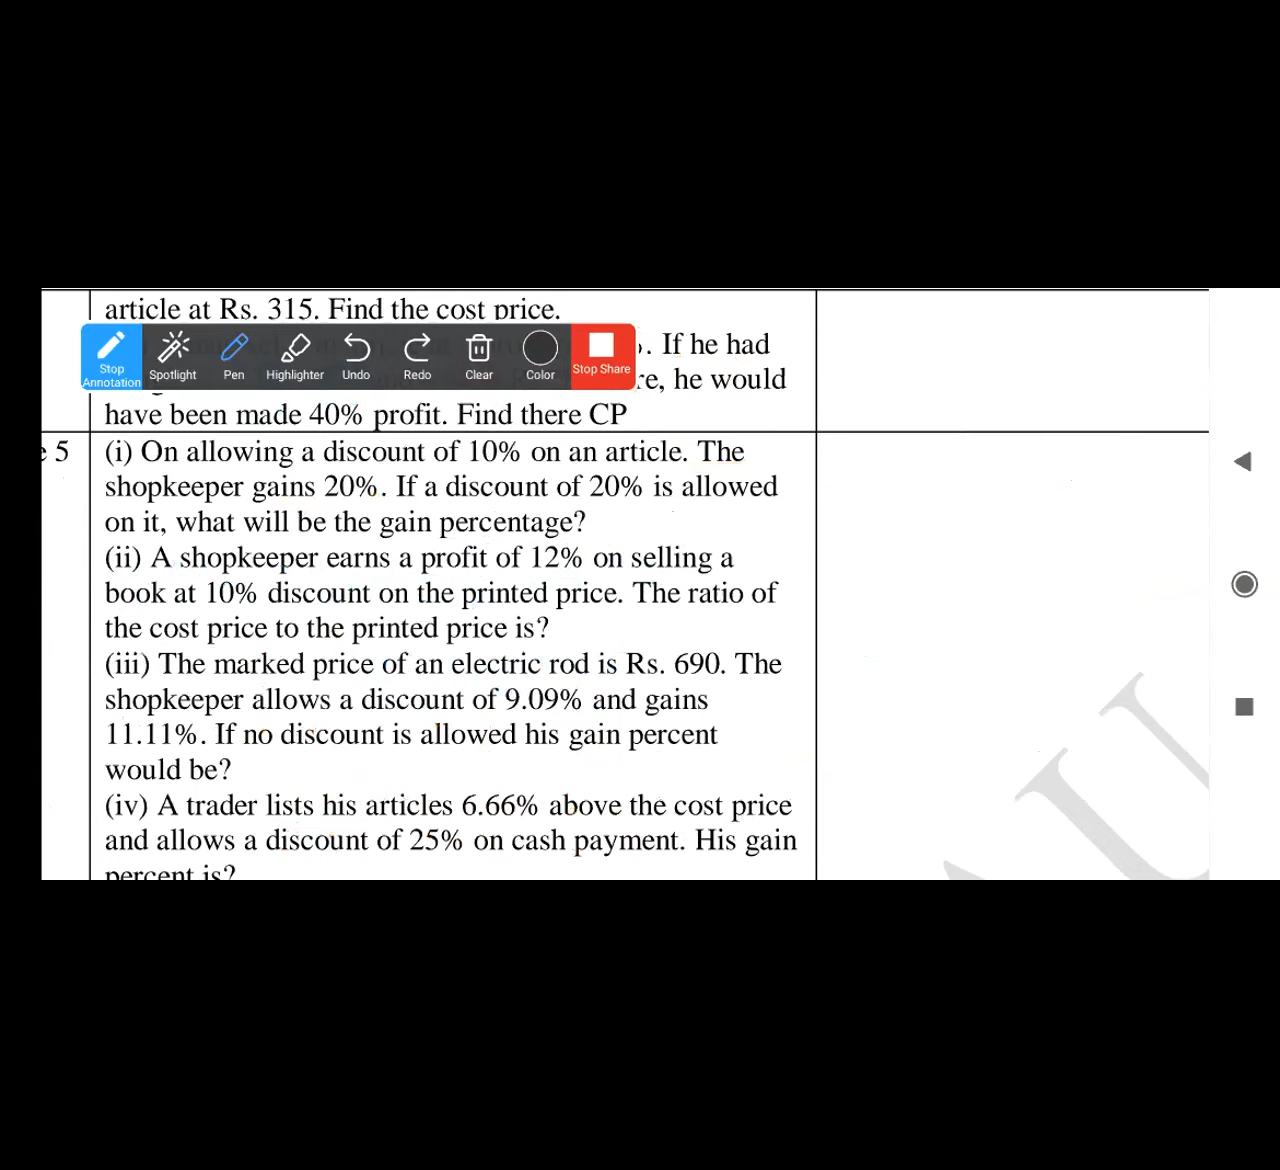 article at Rs. 315. Find the cost price.
Stop Annotation Spotlight Pen Highlighter Undo Redo Clear Color Stop Share
. If he had
re, he would
have been made 40% profit. Find there CP
5
(i) On allowing a discount of 10% on an article. The
shopkeeper gains 20%. If a discount of 20% is allowed
on it, what will be the gain percentage?
(ii) A shopkeeper earns a profit of 12% on selling a
book at 10% discount on the printed price. The ratio of
the cost price to the printed price is?
(iii) The marked price of an electric rod is Rs. 690. The
shopkeeper allows a discount of 9.09% and gains
11.11%. If no discount is allowed his gain percent
would be?
(iv) A trader lists his articles 6.66% above the cost price
and allows a discount of 25% on cash payment. His gain
percent is?